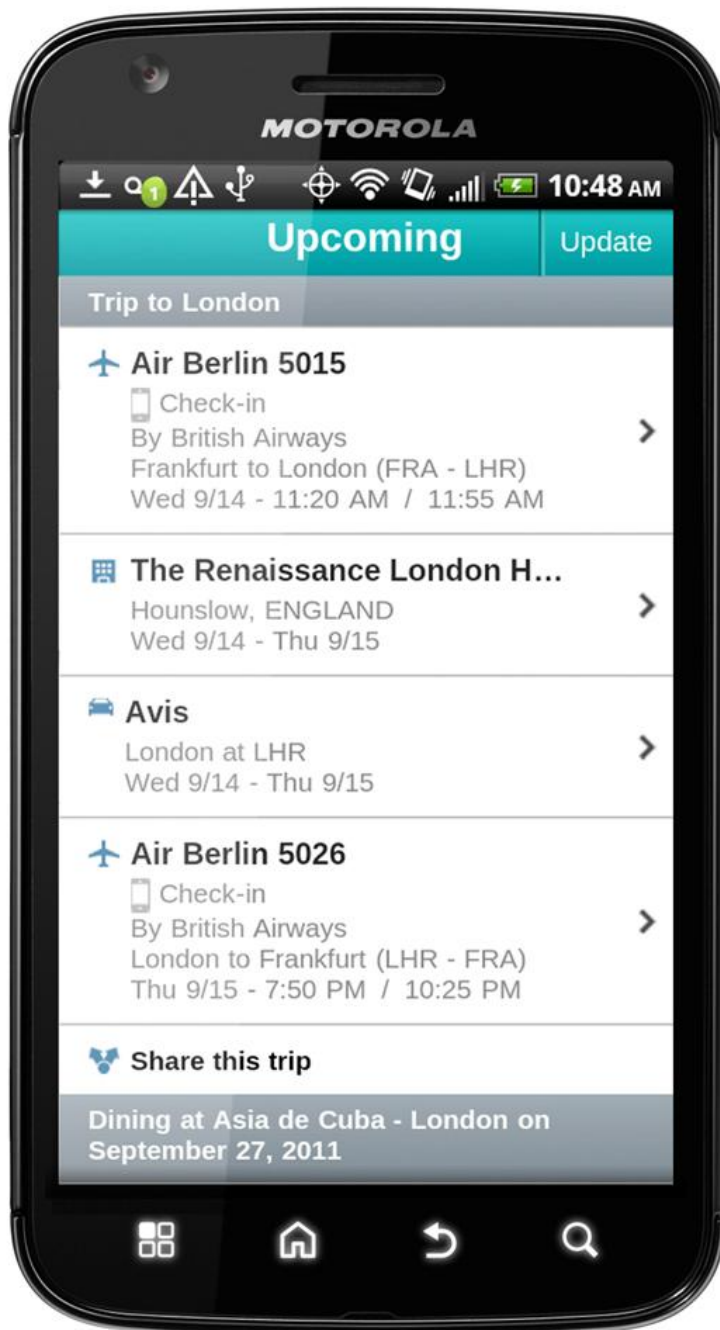 MOTOROLA
1 10:48 AM
Upcoming Update
Trip to London
Air Berlin 5015
Check-in
By British Airways
Frankfurt to London (FRA - LHR)
Wed 9/14 - 11:20 AM / 11:55 AM
The Renaissance London H...
Hounslow, ENGLAND
Wed 9/14 - Thu 9/15
Avis
London at LHR
Wed 9/14 - Thu 9/15
Air Berlin 5026
Check-in
By British Airways
London to Frankfurt (LHR - FRA)
Thu 9/15 - 7:50 PM / 10:25 PM
Share this trip
Dining at Asia de Cuba - London on
September 27, 2011